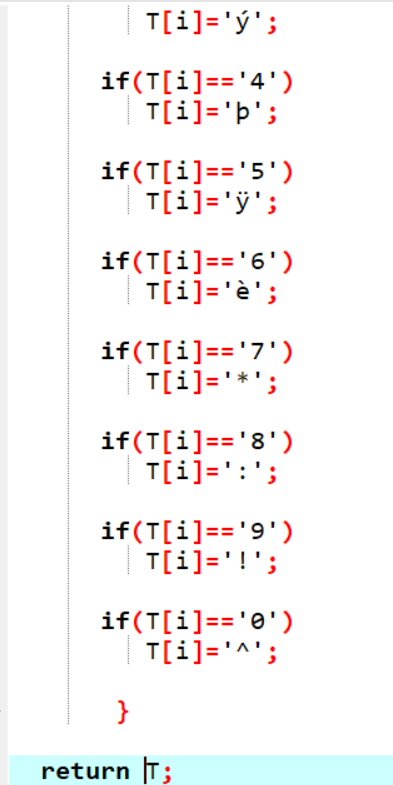 T[i]='ý';
if(T[i]=='4')
T[i]='þ';
if(T[i]=='5')
T[i]='ÿ';
if(T[i]=='6')
T[i]='è';
if(T[i]=='7')
T[i]='*';
if(T[i]=='8')
T[i]=':';
if(T[i]=='9')
T[i]='!';
if(T[i]=='0')
T[i]='^';
}
return T;